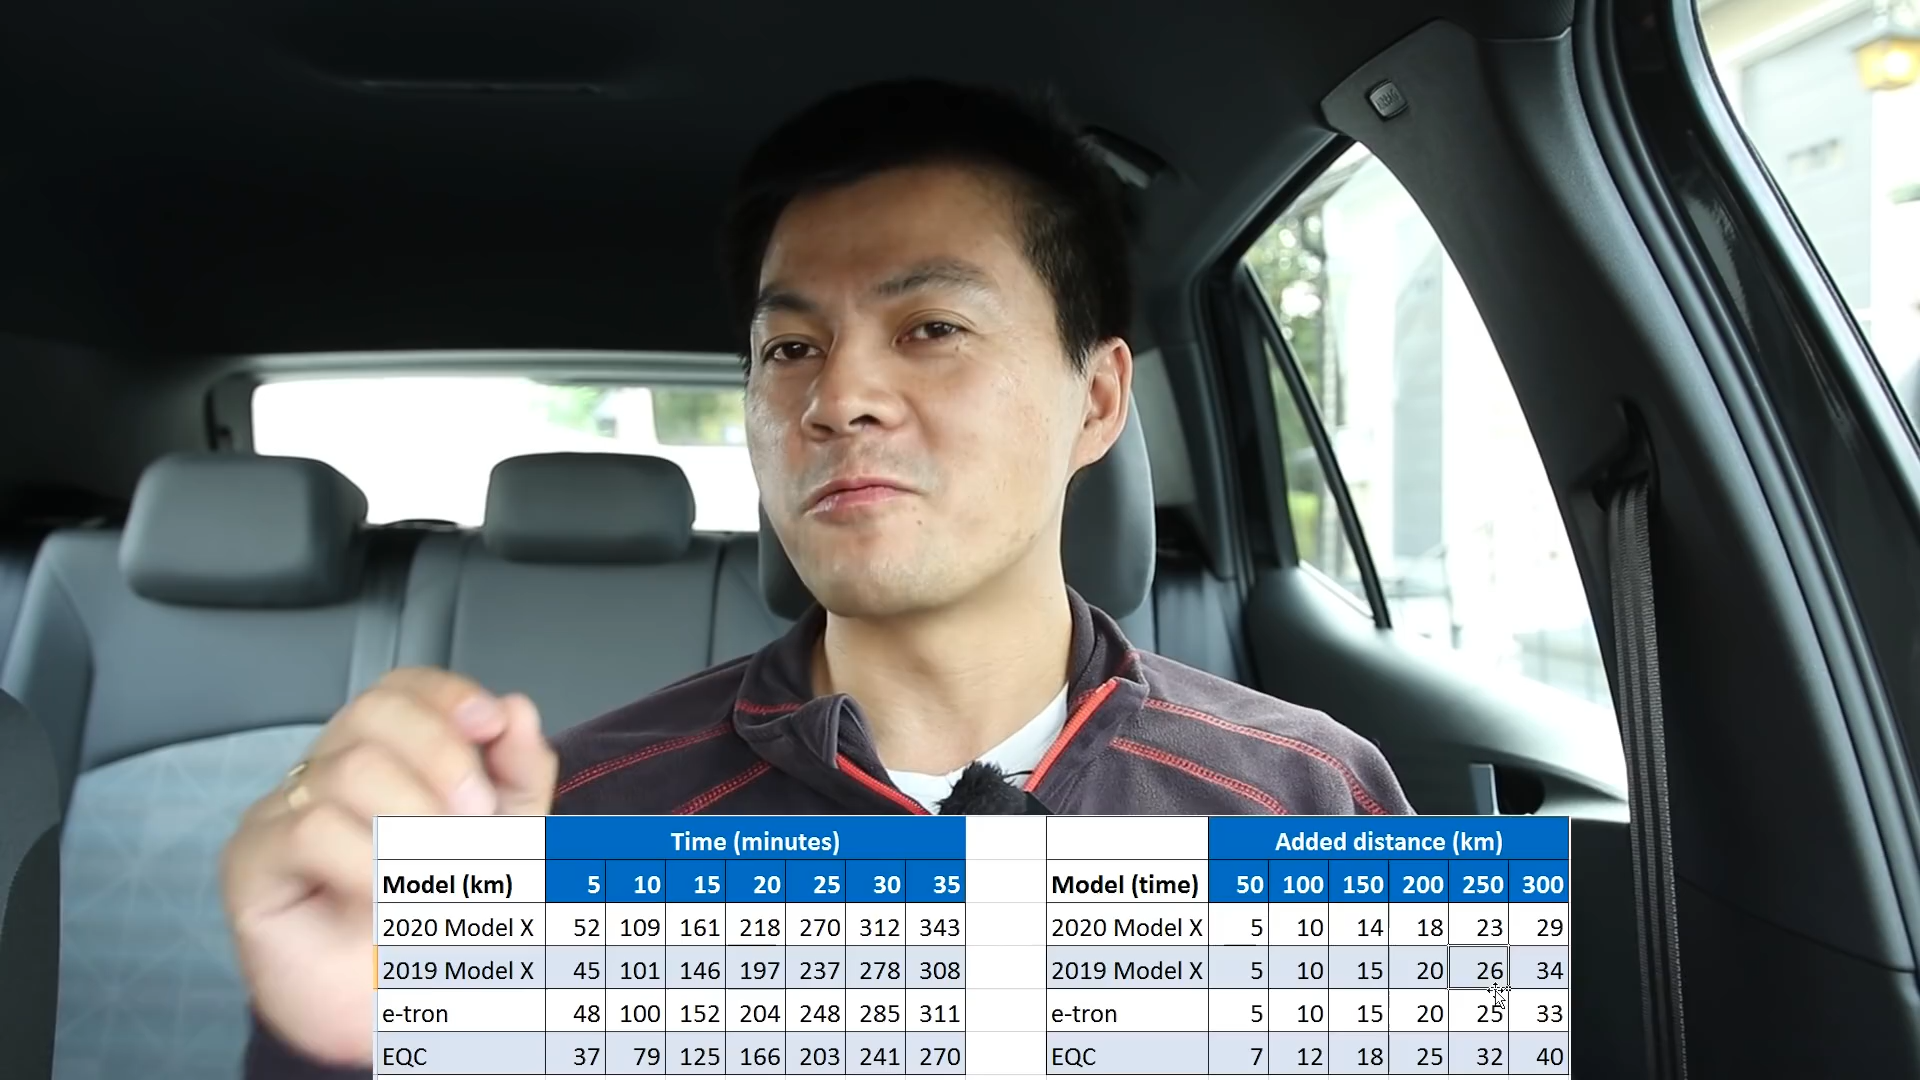 Time (minutes)
Model (km) 5 10 15 20 25 30 35
2020 Model X 52 109 161 218 270 312 343
2019 Model X 45 101 146 197 237 278 308
e-tron 48 100 152 204 248 285 311
EQC 37 79 125 166 203 241 270
Added distance (km)
Model (time) 50 100 150 200 250 300
2020 Model X 5 10 14 18 23 29
2019 Model X 5 10 15 20 26 34
e-tron 5 10 15 20 25 33
EQC 7 12 18 25 32 40